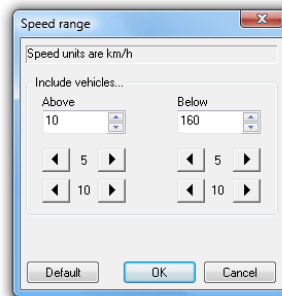 Speed range
Speed units are km/h
Include vehicles...
Above Below
10 160
5 5
10 10
Default OK Cancel